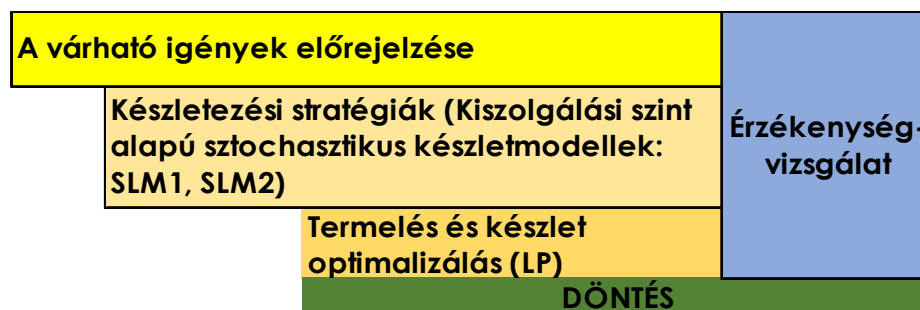 A várható igények előrejelzése
Készletezési stratégiák (Kiszolgálási szint
alapú sztochasztikus készletmodellek:
SLM1, SLM2)
Érzékenység-
vizsgálat
Termelés és készlet
optimalizálás (LP)
DÖNTÉS